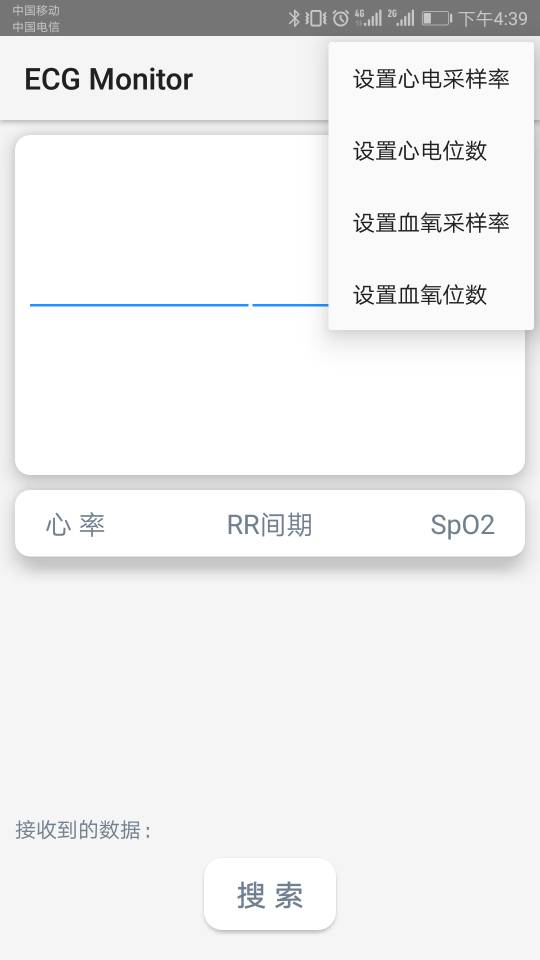 中国移动
中国电信
4G 2G 下午4:39
ECG Monitor
设置心电采样率
设置心电位数
设置血氧采样率
设置血氧位数
心 率 RR间期 SpO2
接收到的数据：
搜 索